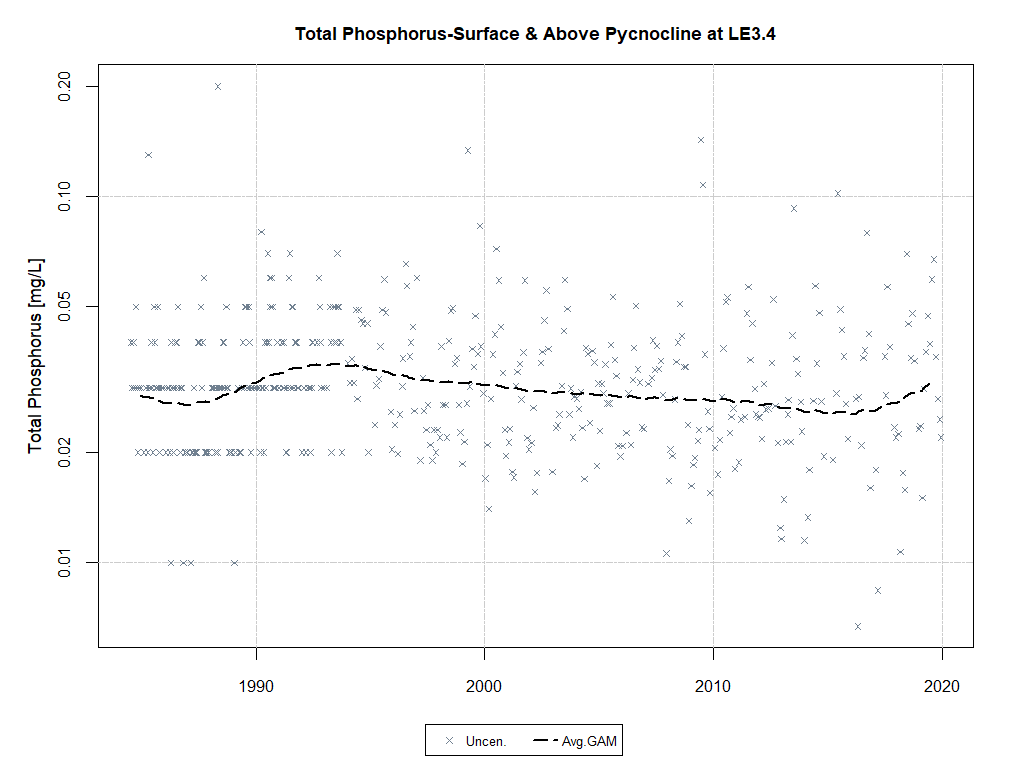 Total Phosphorus-Surface & Above Pycnocline at LE3.4
Total Phosphorus [mg/L]
0.20
0.10
0.05
0.02
0.01
1990 2000 2010 2020
Uncen. Avg.GAM